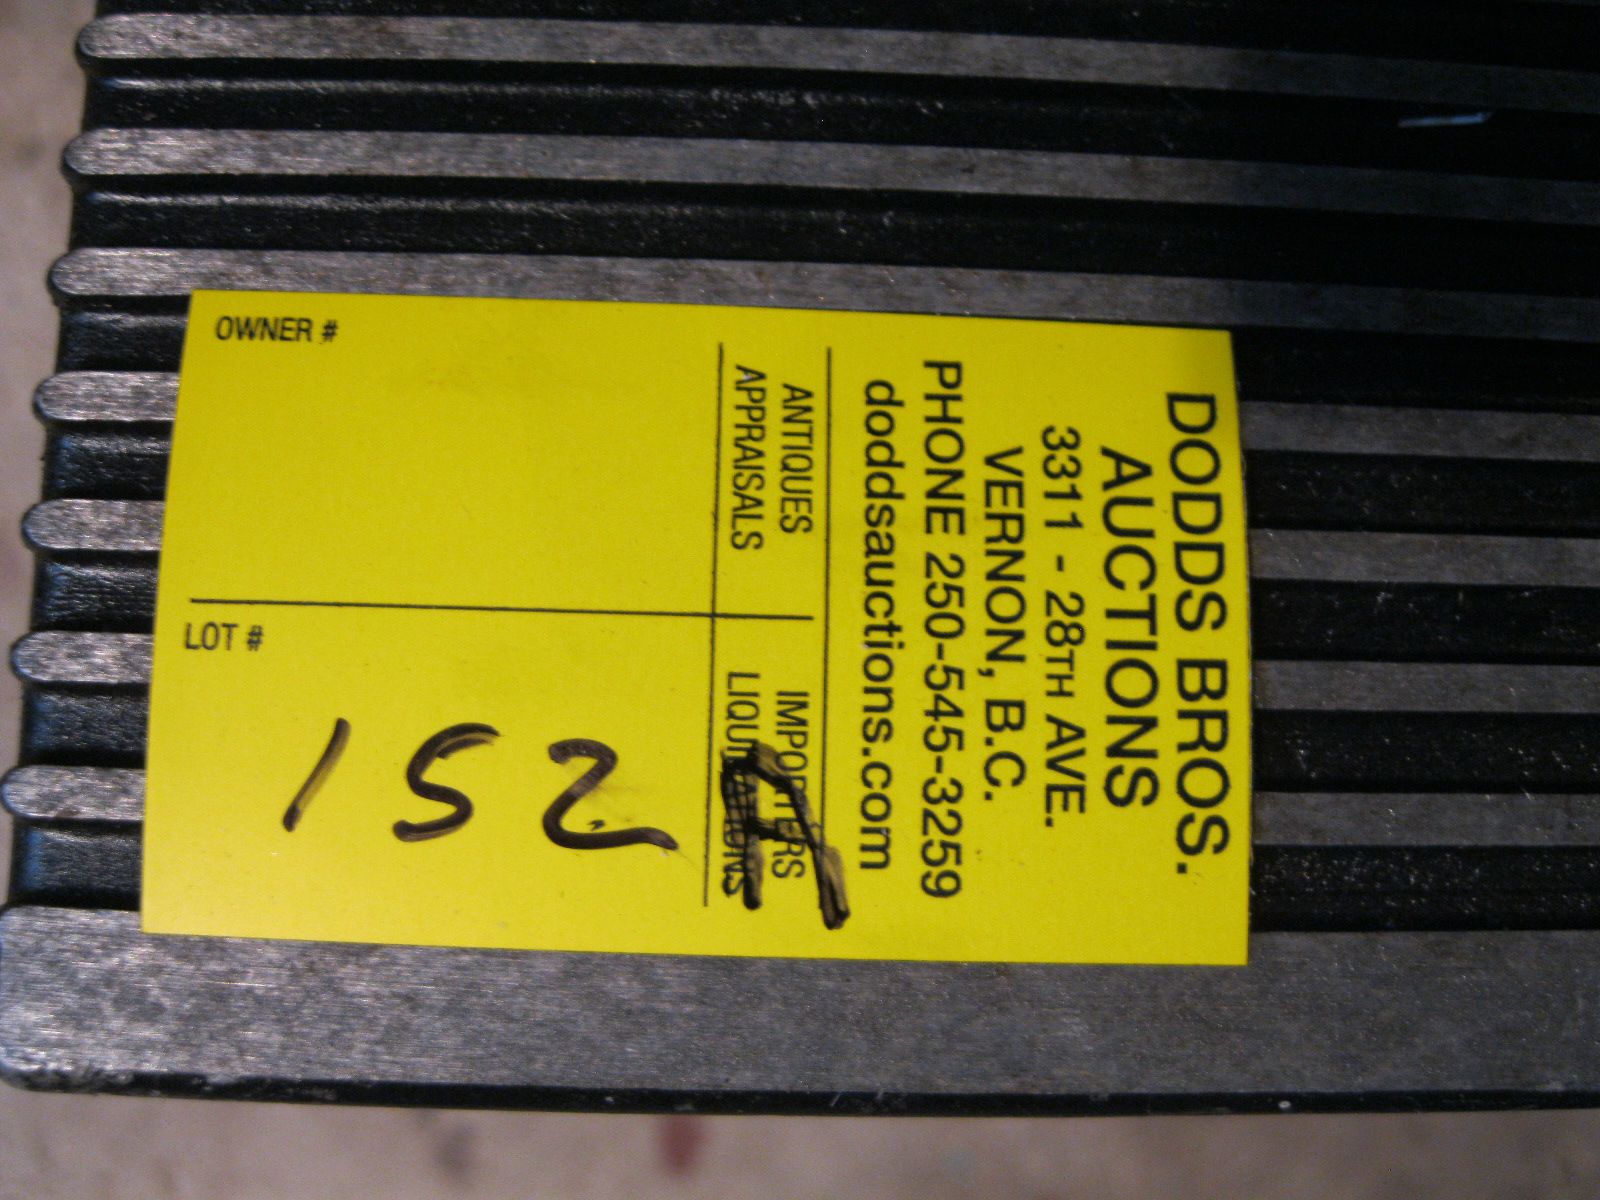 DODDS BROS.
AUCTIONS
3311 - 28TH AVE.
VERNON, B.C.
PHONE 250-545-3259
doddsauctions.com
ANTIQUES IMPORTERS
APPRAISALS LIQUIDATIONS
OWNER #
LOT # 152A